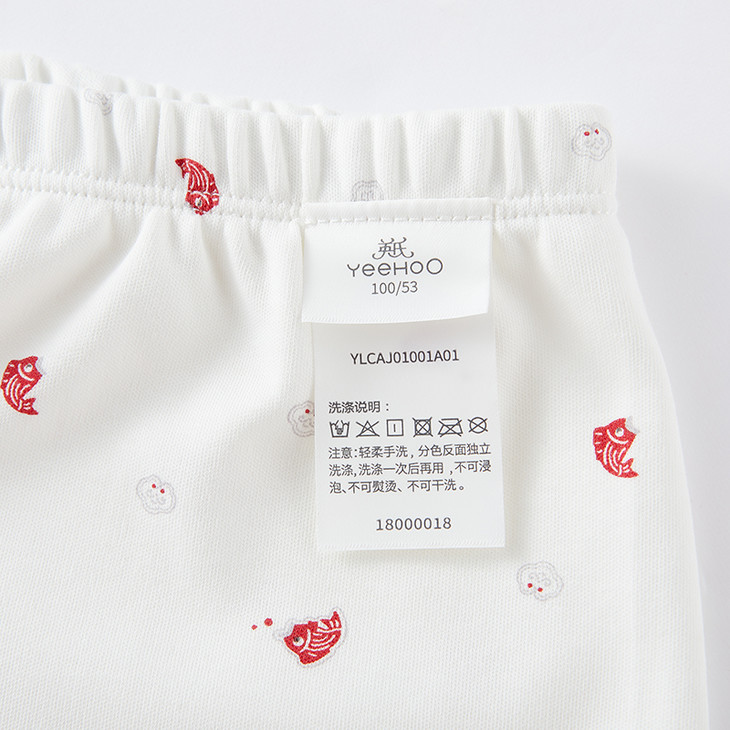 英氏
YeeHoO
100/53
YLCAJ01001A01
洗涤说明：
注意：轻柔手洗，分色反面独立
洗涤，洗涤一次后再用，不可浸
泡、不可熨烫、不可干洗。
18000018